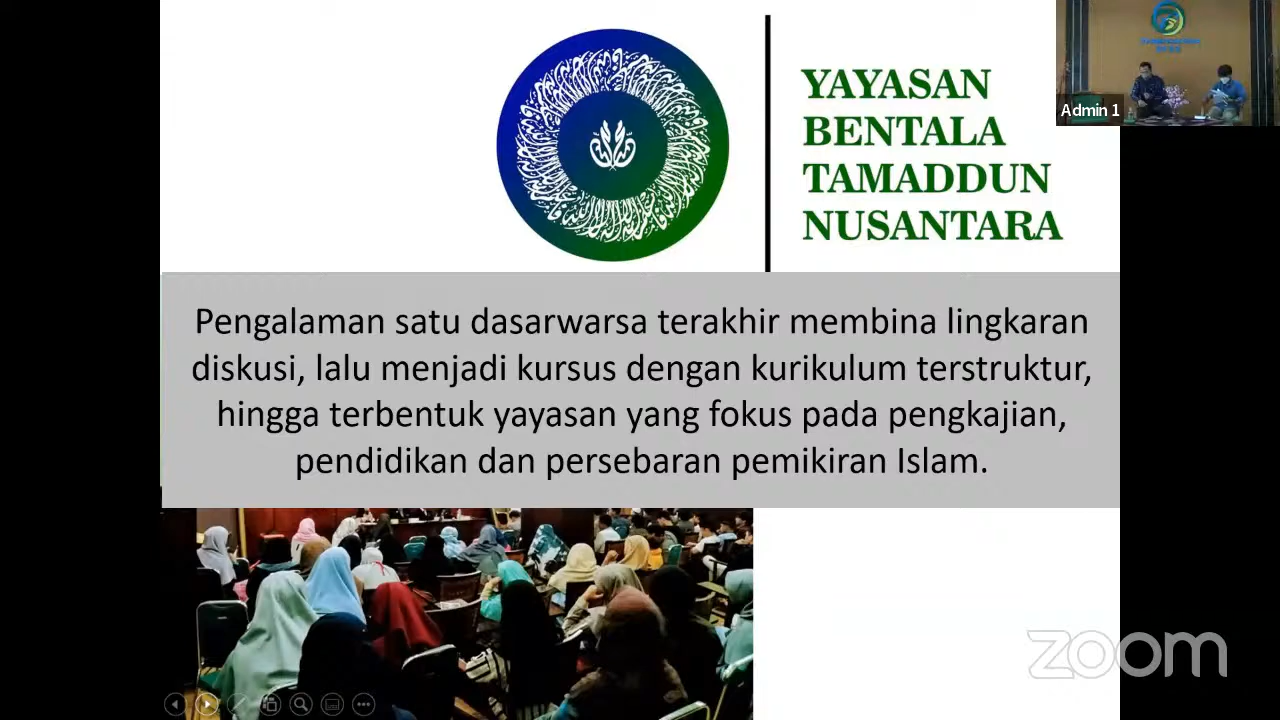 YAYASAN
BENTALA
TAMADDUN
NUSANTARA
Admin 1
Pengalaman satu dasarwarsa terakhir membina lingkaran
diskusi, lalu menjadi kursus dengan kurikulum terstruktur,
hingga terbentuk yayasan yang fokus pada pengkajian,
pendidikan dan persebaran pemikiran Islam.
zoom